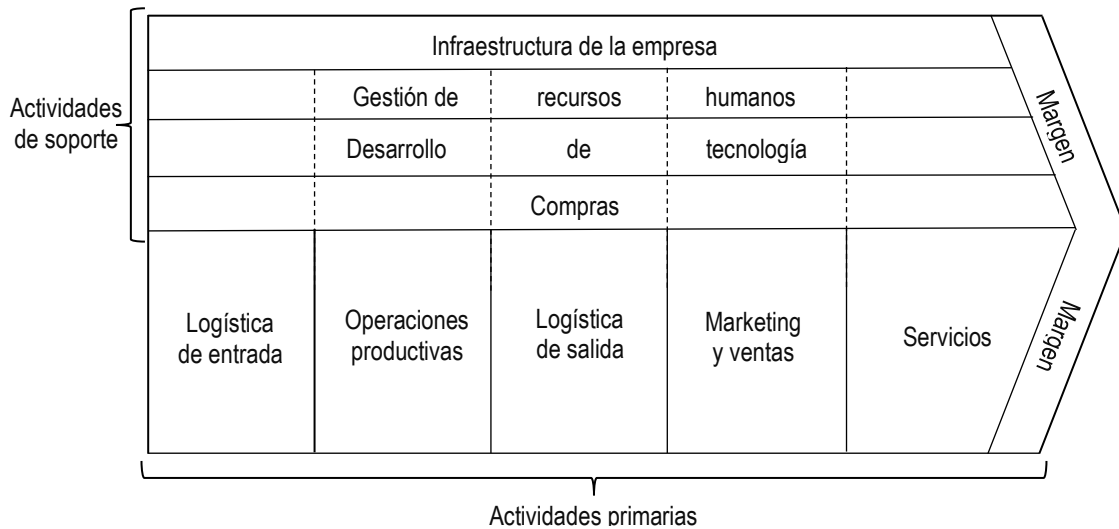 Infraestructura de la empresa
Actividades
de soporte
Gestión de recursos humanos
Desarrollo de tecnología
Compras
Margen
Logística
de entrada
Operaciones
productivas
Logística
de salida
Marketing
y ventas
Servicios
Margen
Actividades primarias